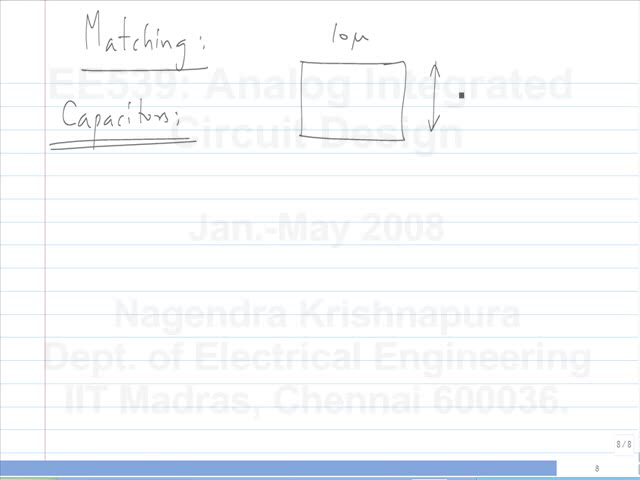 Matching:
10μ
EE539: Analog Integrated
Capacitors:
Circuit Design
Jan.-May 2008
Nagendra Krishnapura
Dept. of Electrical Engineering
IIT Madras, Chennai 600036.
8/8
8